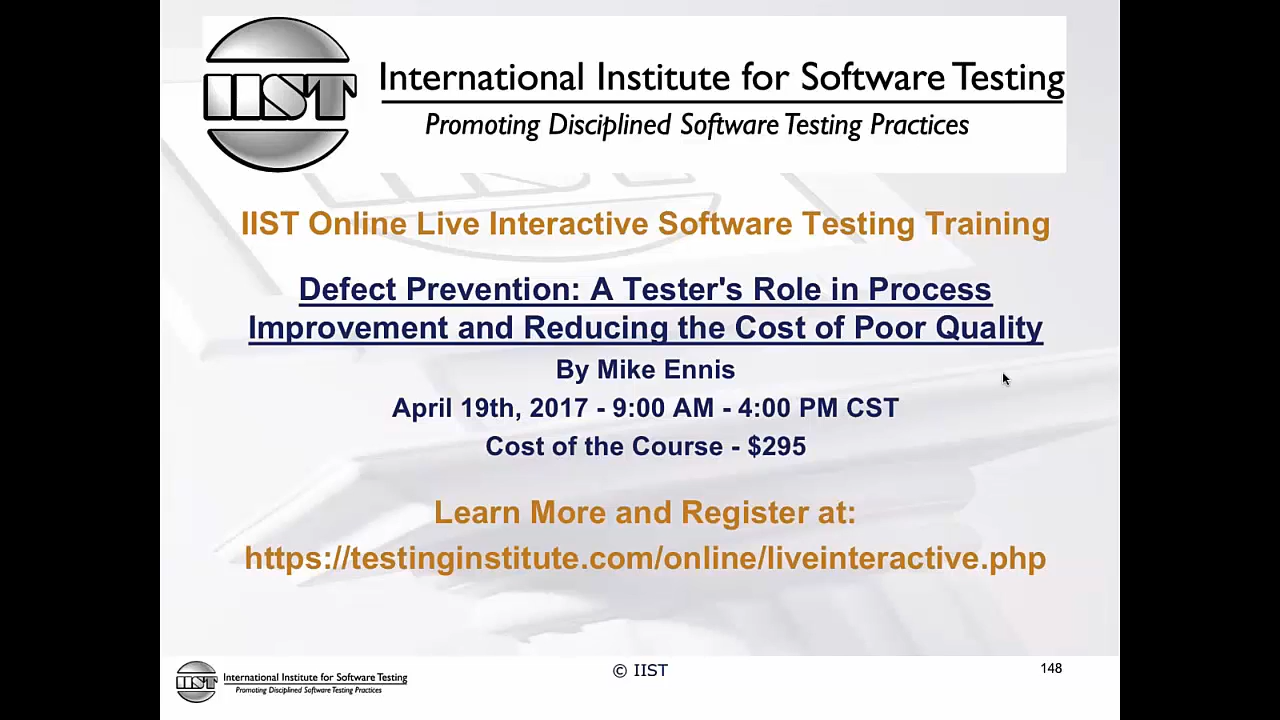 IIST
International Institute for Software Testing
Promoting Disciplined Software Testing Practices
IIST Online Live Interactive Software Testing Training
Defect Prevention: A Tester's Role in Process
Improvement and Reducing the Cost of Poor Quality
By Mike Ennis
April 19th, 2017 - 9:00 AM - 4:00 PM CST
Cost of the Course - $295
Learn More and Register at:
https://testinginstitute.com/online/liveinteractive.php
IIST
International Institute for Software Testing
Promoting Disciplined Software Testing Practices
© IIST
148